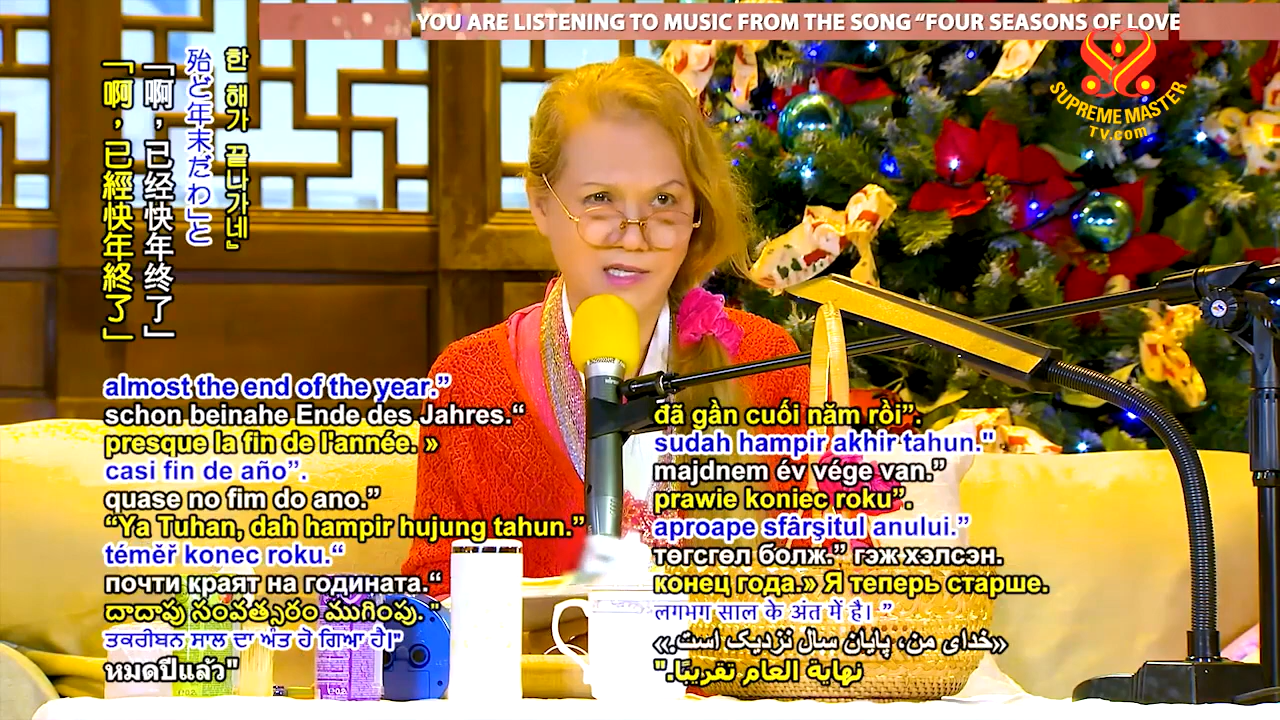 YOU ARE LISTENING TO MUSIC FROM THE SONG “FOUR SEASONS OF LOVE
SUPREME MASTER
TV.com
한 해가 끝나가네』
殆ど年末だわ」と
「啊，已经快年终了」
「啊，已經快年終了」
almost the end of the year.”
schon beinahe Ende des Jahres.“
presque la fin de l'année. »
casi fin de año”.
quase no fim do ano.”
“Ya Tuhan, dah hampir hujung tahun.”
téměř konec roku.“
почти краят на годината.“
దాదాపు సంవత్సరం ముగింపు. "
ਤਕਰੀਬਨ ਸਾਲ ਦਾ ਅੰਤ ਹੋ ਗਿਆ ਹੈ।"
หมดปีแล้ว"
đã gần cuối năm rồi”.
sudah hampir akhir tahun."
majdnem év vége van.”
prawie koniec roku”.
aproape sfârşitul anului.”
төгсгөл болж.” гэж хэлсэн.
конец года.» Я теперь старше.
लगभग साल के अंत में है। ”
«خدای من، پایان سال نزدیک است.»
نهاية العام تقريبًا."